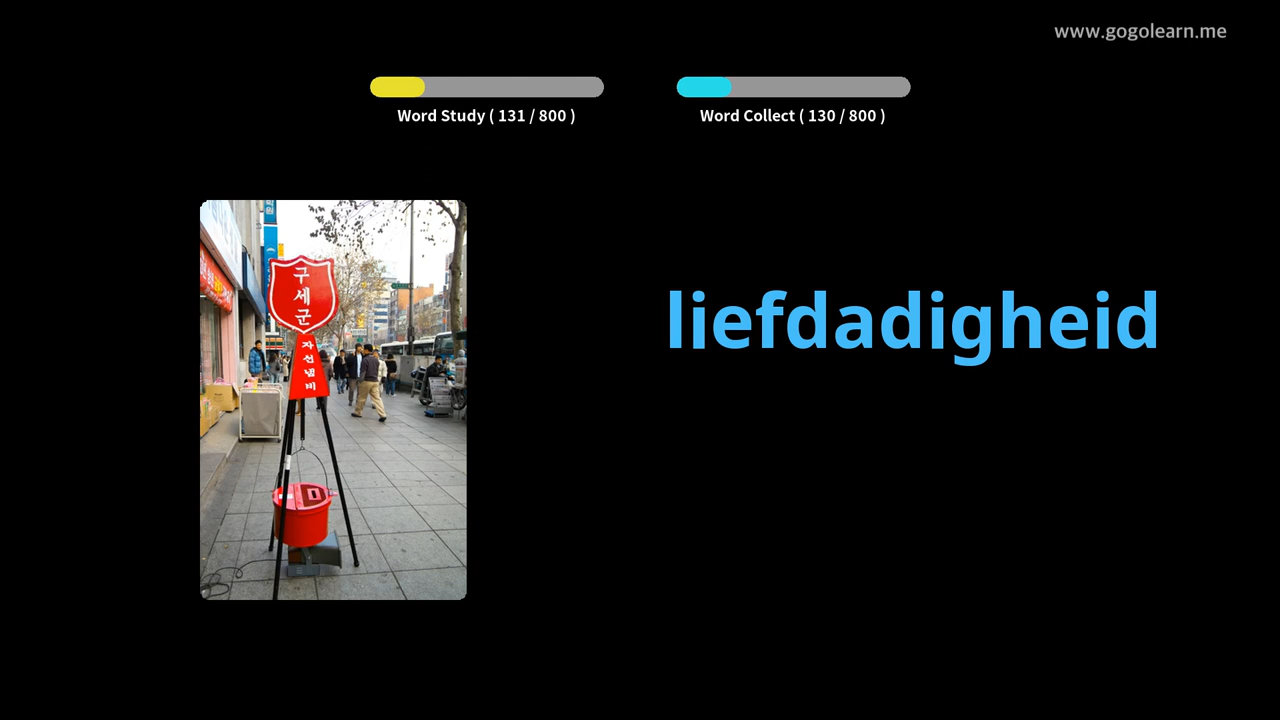 www.gogolearn.me
Word Study ( 131 / 800 )
Word Collect ( 130 / 800 )
구세군
자선냄비
liefdadigheid